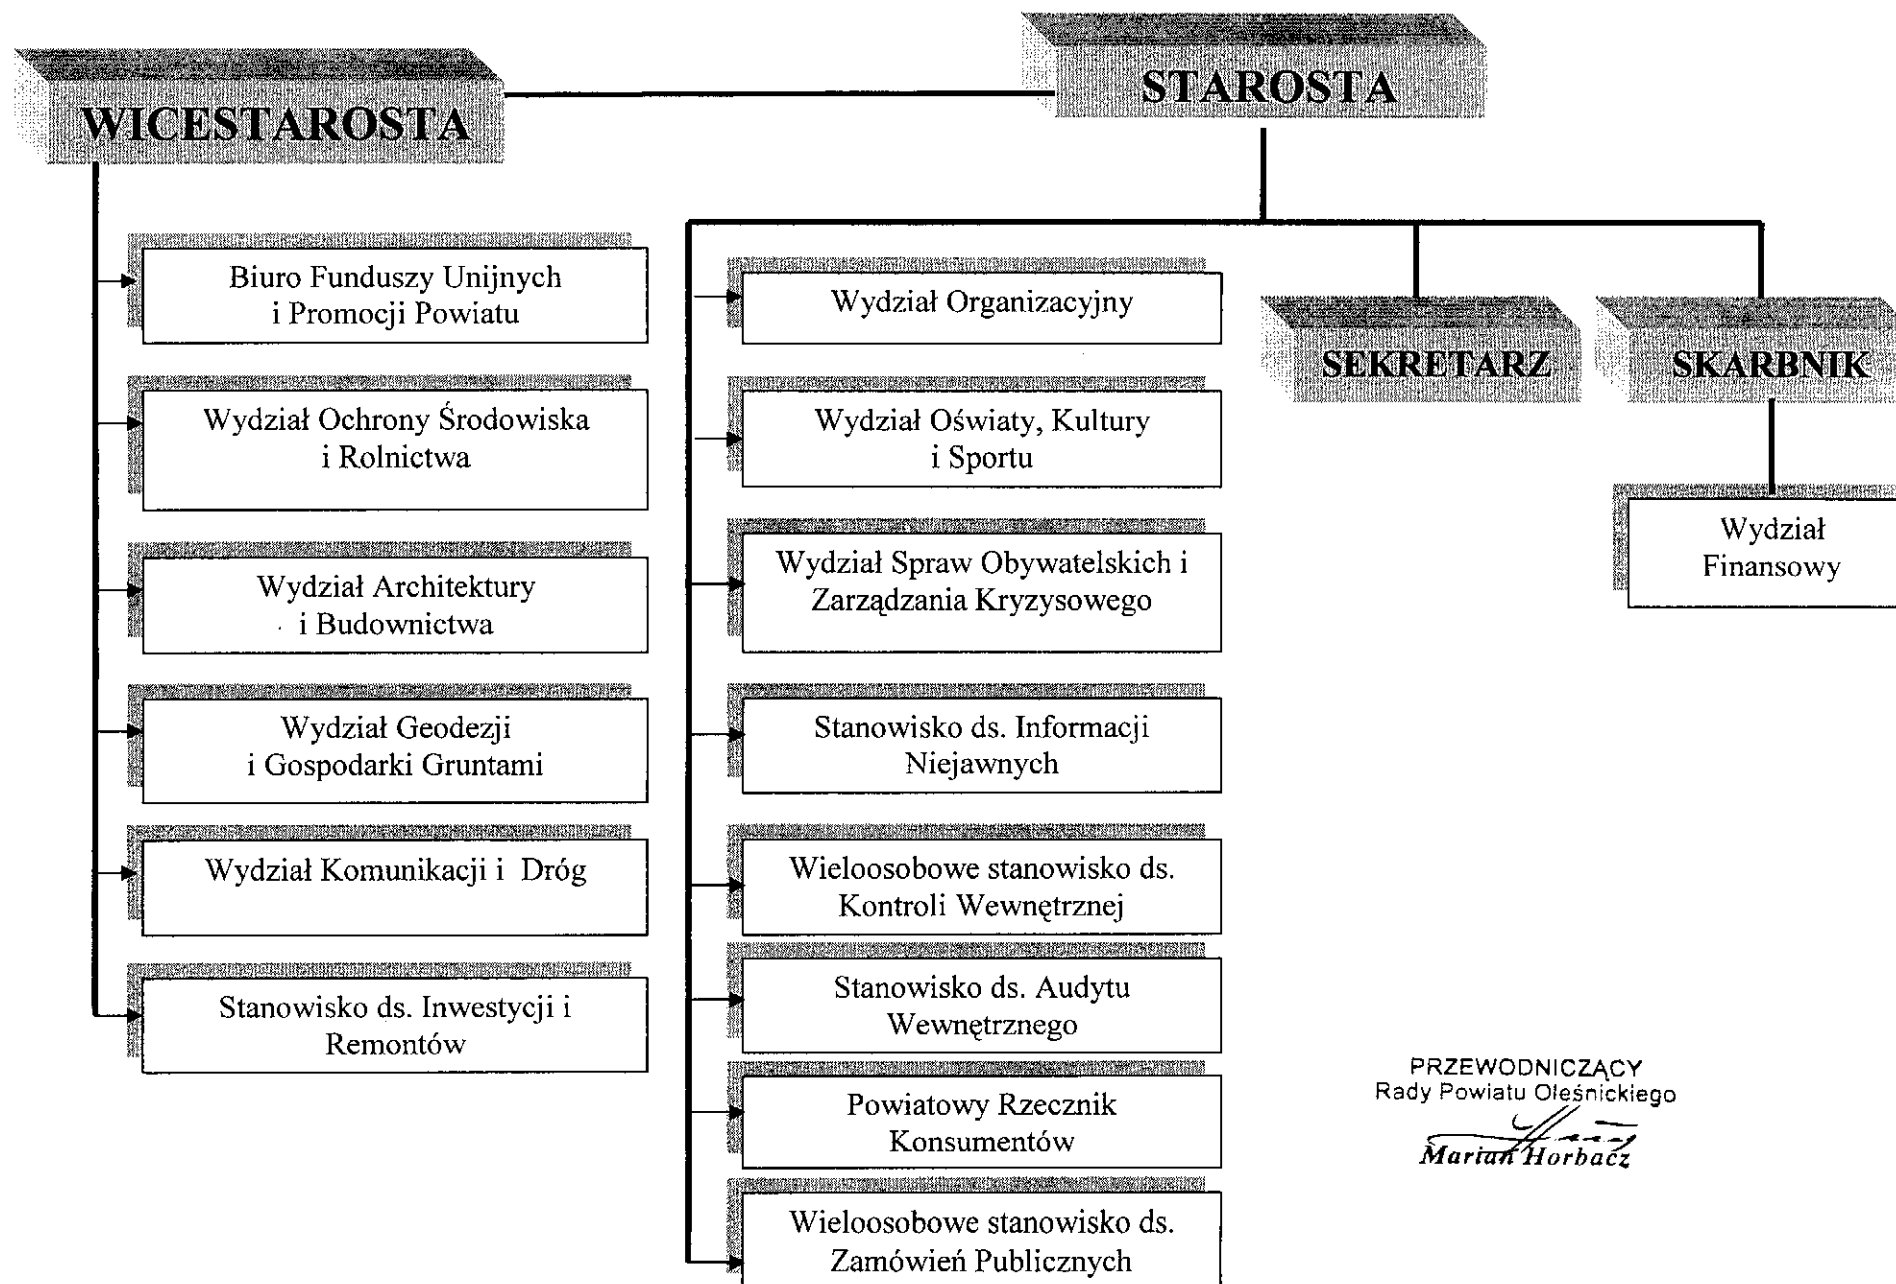 STAROSTA
WICESTAROSTA
Biuro Funduszy Unijnych
i Promocji Powiatu
Wydział Ochrony Środowiska
i Rolnictwa
Wydział Architektury
i Budownictwa
Wydział Geodezji
i Gospodarki Gruntami
Wydział Komunikacji i Dróg
Stanowisko ds. Inwestycji i
Remontów
Wydział Organizacyjny
Wydział Oświaty, Kultury
i Sportu
Wydział Spraw Obywatelskich i
Zarządzania Kryzysowego
Stanowisko ds. Informacji
Niejawnych
Wieloosobowe stanowisko ds.
Kontroli Wewnętrznej
Stanowisko ds. Audytu
Wewnętrznego
Powiatowy Rzecznik
Konsumentów
Wieloosobowe stanowisko ds.
Zamówień Publicznych
SEKRETARZ
SKARBNIK
Wydział
Finansowy
PRZEWODNICZĄCY
Rady Powiatu Oleśnickiego
Marian Horbacz